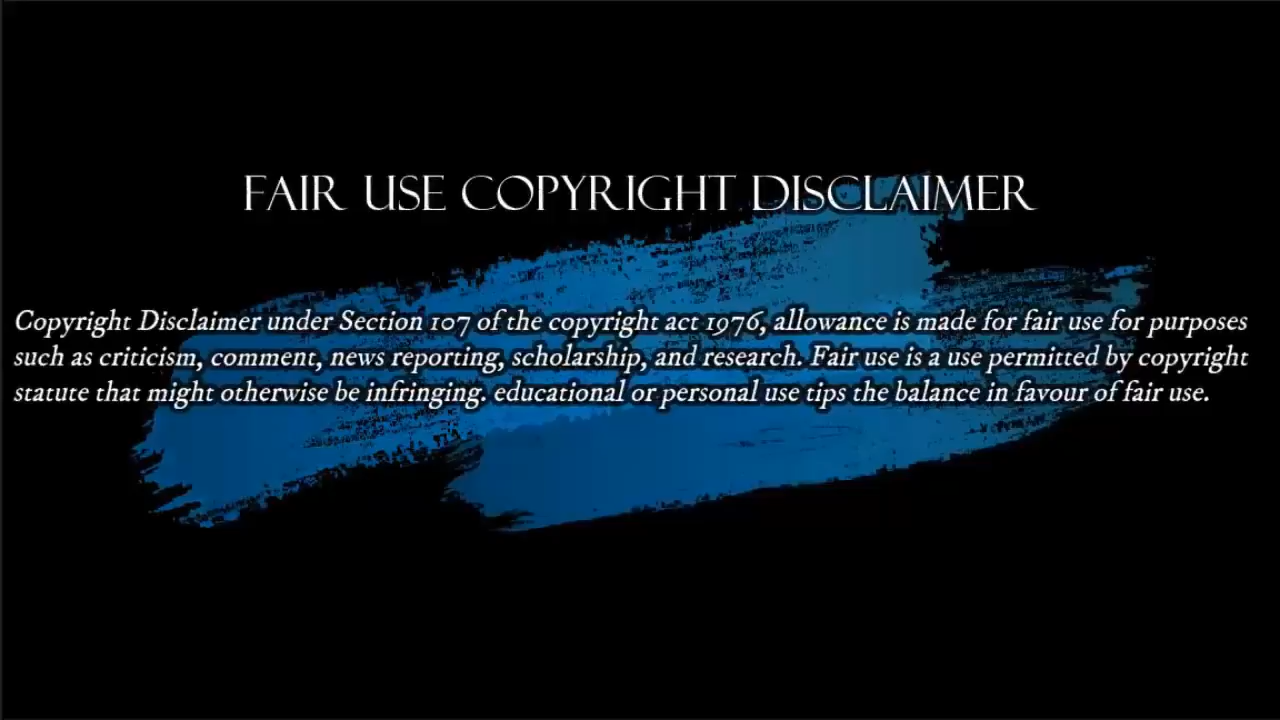 FAIR USE COPYRIGHT DISCLAIMER
Copyright Disclaimer under Section 107 of the copyright act 1976, allowance is made for fair use for purposes
such as criticism, comment, news reporting, scholarship, and research. Fair use is a use permitted by copyright
statute that might otherwise be infringing. educational or personal use tips the balance in favour of fair use.